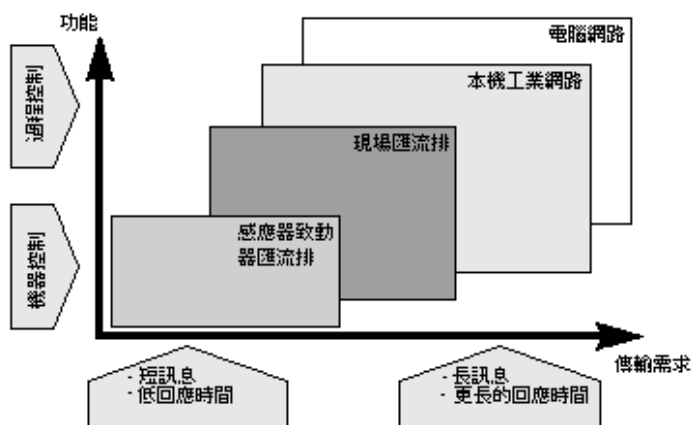 功能
電腦網路
本機工業網路
過程控制
現場匯流排
機器控制
感應器致動
器匯流排
傳輸需求
- 短訊息
- 低回應時間
- 長訊息
- 更長的回應時間